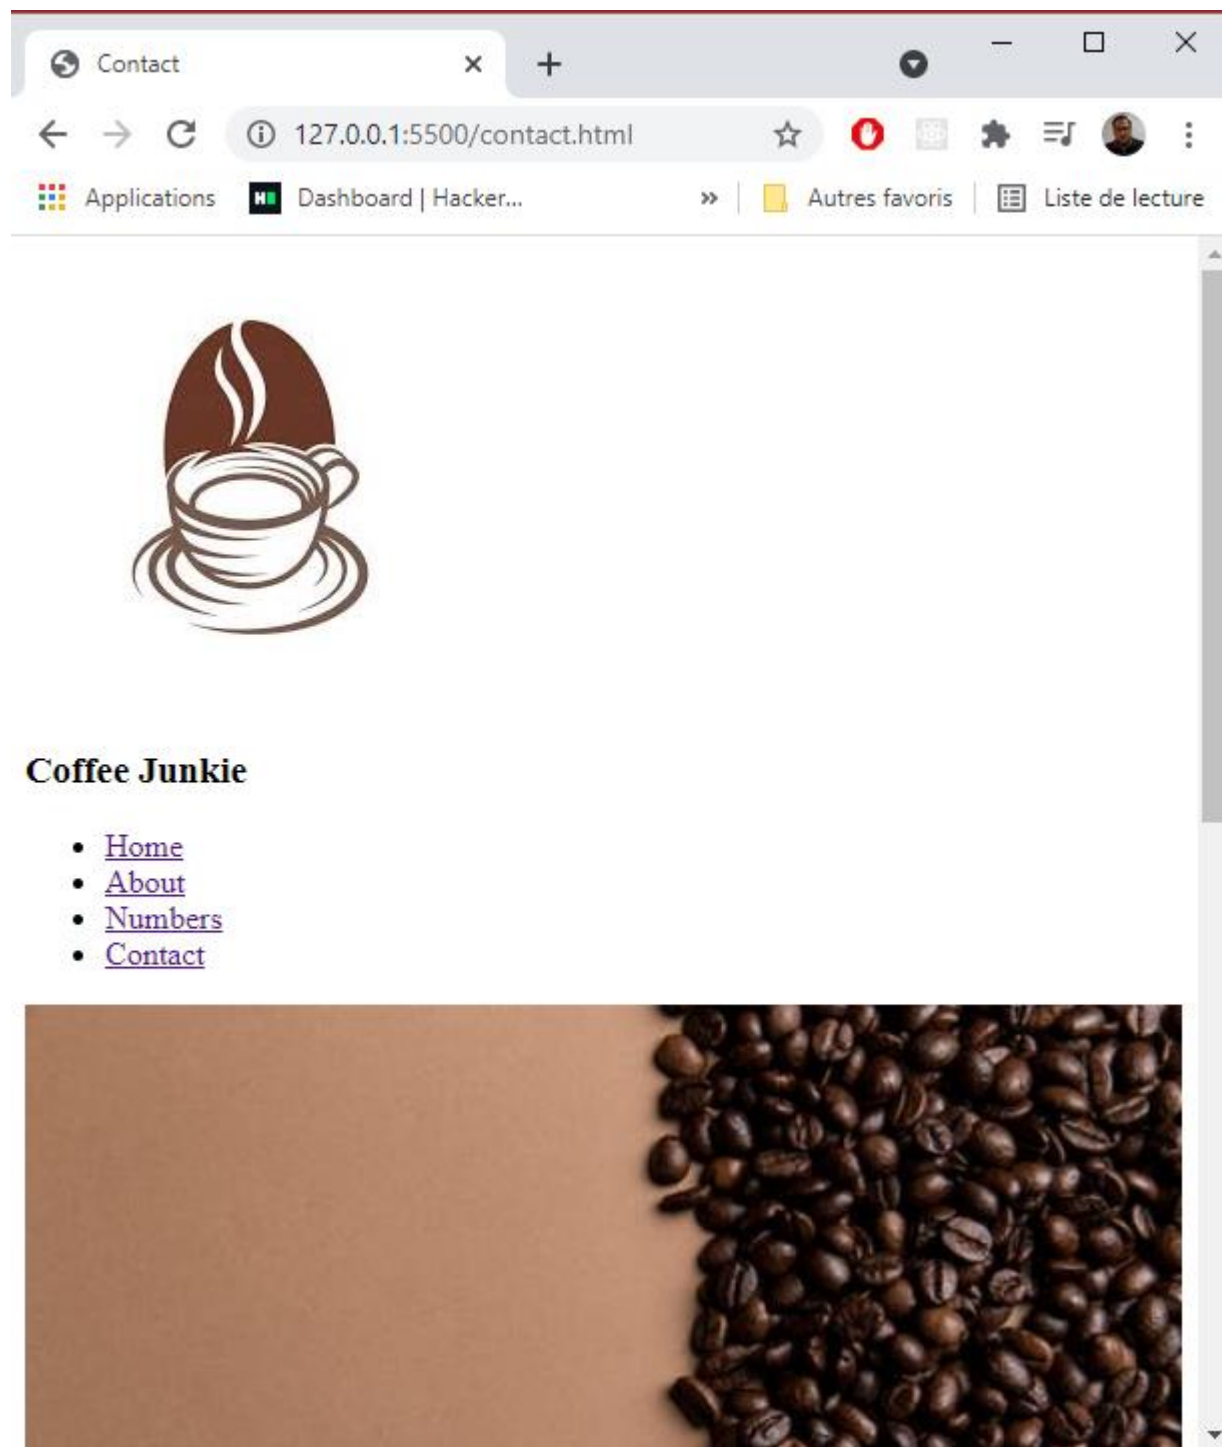 Contact
127.0.0.1:5500/contact.html
Applications Dashboard | Hacker... » Autres favoris Liste de lecture
Coffee Junkie
Home
About
Numbers
Contact